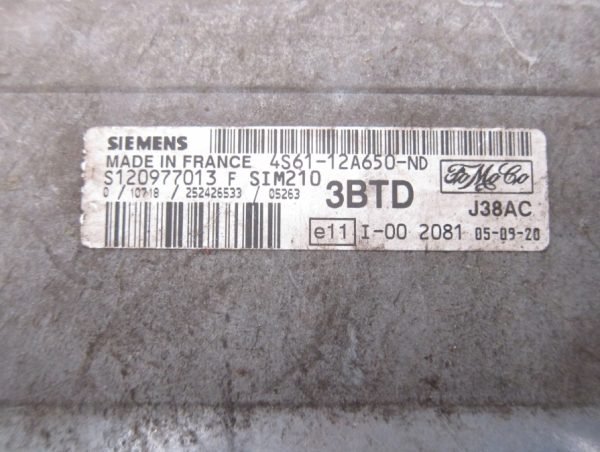 SIEMENS
MADE IN FRANCE 4S61-12A650-ND
S120977013 F SIM210
0 / 10718 / 252426533 / 05263
3BTD
FoMoCo
J38AC
e11 I-00 2081 05-09-20